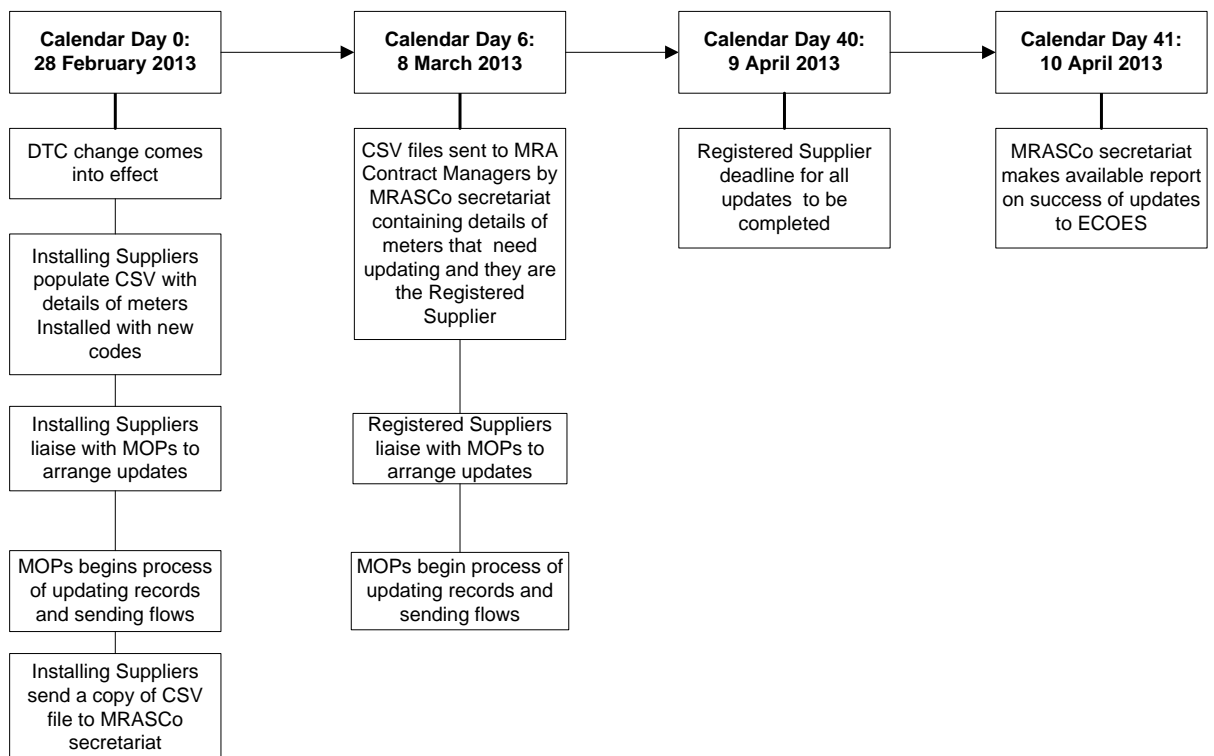 Calendar Day 0:
28 February 2013
DTC change comes
into effect
Installing Suppliers
populate CSV with
details of meters
Installed with new
codes
Installing Suppliers
liaise with MOPs to
arrange updates
MOPs begins process
of updating records
and sending flows
Installing Suppliers
send a copy of CSV
file to MRASCo
secretariat
Calendar Day 6:
8 March 2013
CSV files sent to MRA
Contract Managers by
MRASCo secretariat
containing details of
meters that need
updating and they are
the Registered
Supplier
Registered Suppliers
liaise with MOPs to
arrange updates
MOPs begin process of
updating records and
sending flows
Calendar Day 40:
9 April 2013
Registered Supplier
deadline for all
updates to be
completed
Calendar Day 41:
10 April 2013
MRASCo secretariat
makes available report
on success of updates
to ECOES